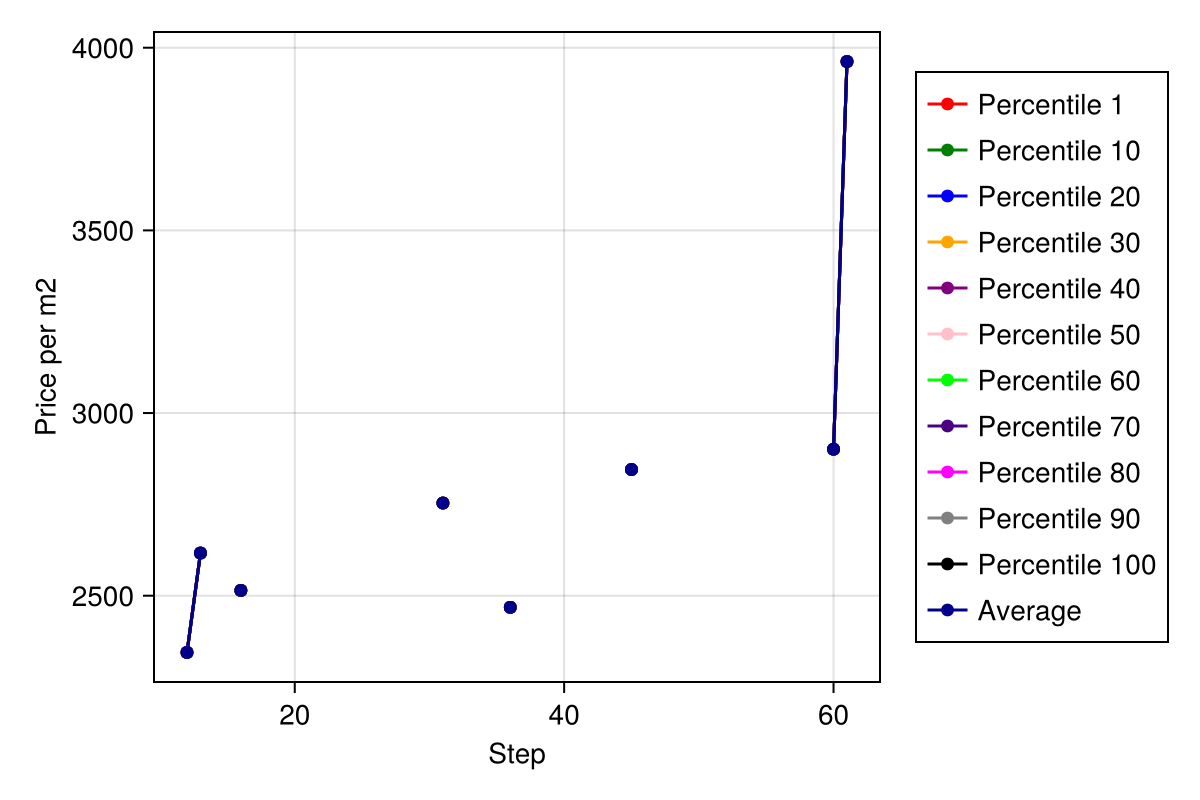 4000
3500
3000
2500
Price per m2
20
40
60
Step
Percentile 1
Percentile 10
Percentile 20
Percentile 30
Percentile 40
Percentile 50
Percentile 60
Percentile 70
Percentile 80
Percentile 90
Percentile 100
Average